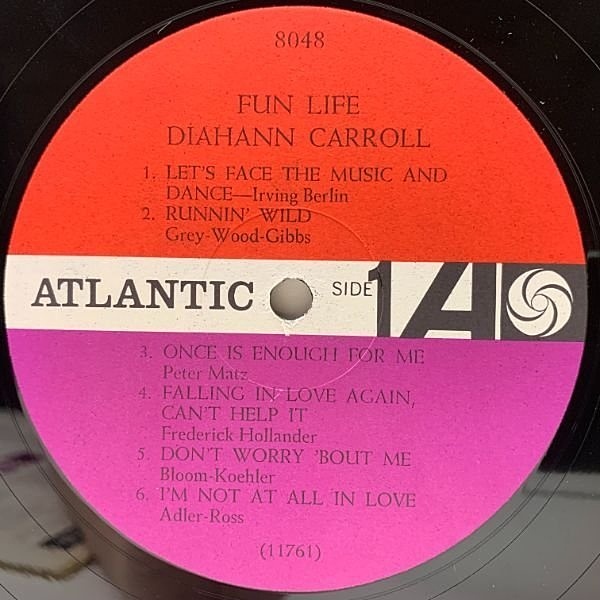 8048
FUN LIFE
DIAHANN CARROLL
1. LET'S FACE THE MUSIC AND
DANCE—Irving Berlin
2. RUNNIN' WILD
Grey-Wood-Gibbs
ATLANTIC SIDE 1 A
3. ONCE IS ENOUGH FOR ME
Peter Matz
4. FALLING IN LOVE AGAIN,
CAN'T HELP IT
Frederick Hollander
5. DON'T WORRY 'BOUT ME
Bloom-Koehler
6. I'M NOT AT ALL IN LOVE
Adler-Ross
(11761)